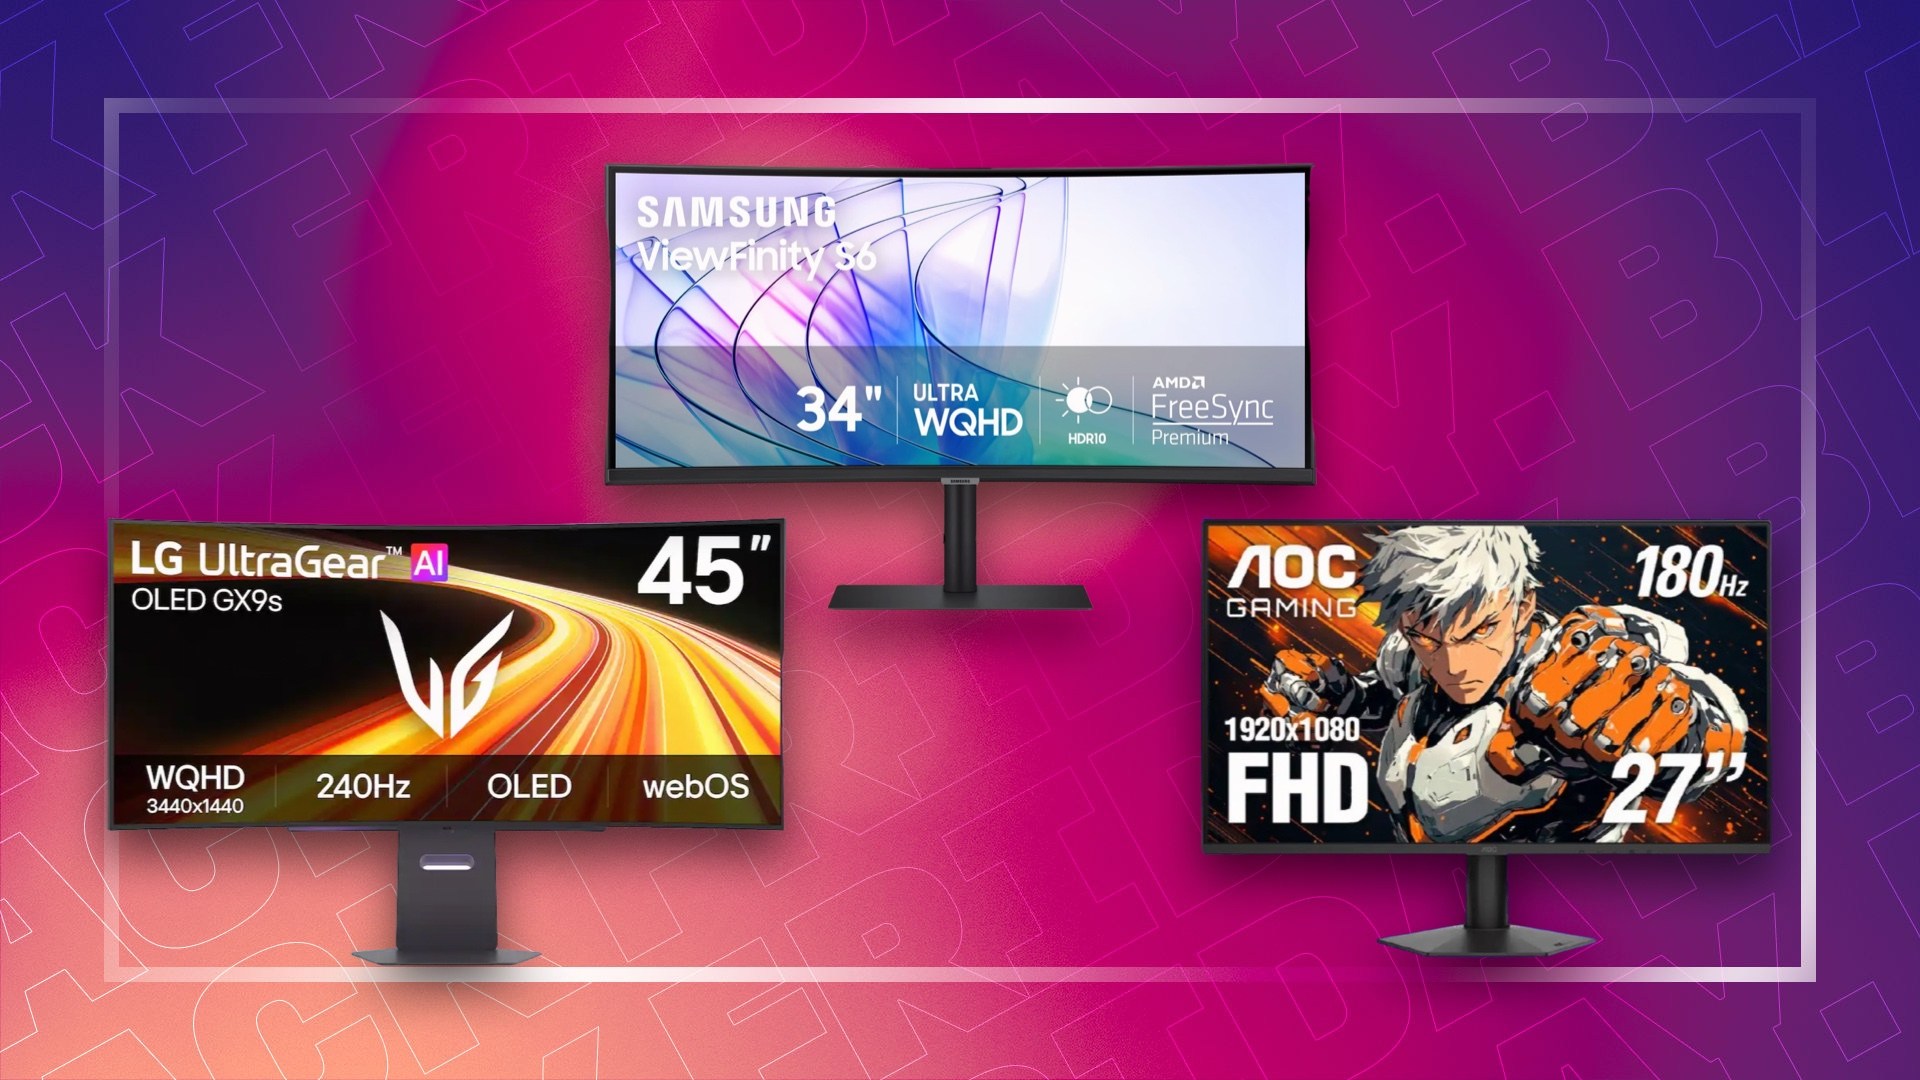 SAMSUNG
ViewFinity S6
34"
ULTRA
WQHD
HDR10
AMD
FreeSync
Premium
SAMSUNG
LG UltraGear™ AI
OLED GX9s
45"
WQHD
3440x1440
240Hz
OLED
webOS
AOC
GAMING
180Hz
1920x1080
FHD
27”